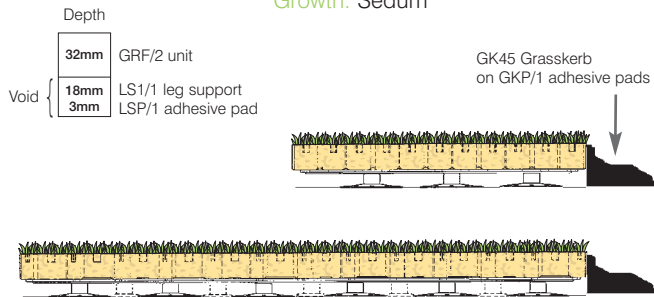 Growth: Sedum
Depth
32mm GRF/2 unit
Void { 18mm LS1/1 leg support
3mm LSP/1 adhesive pad
GK45 Grasskerb
on GKP/1 adhesive pads